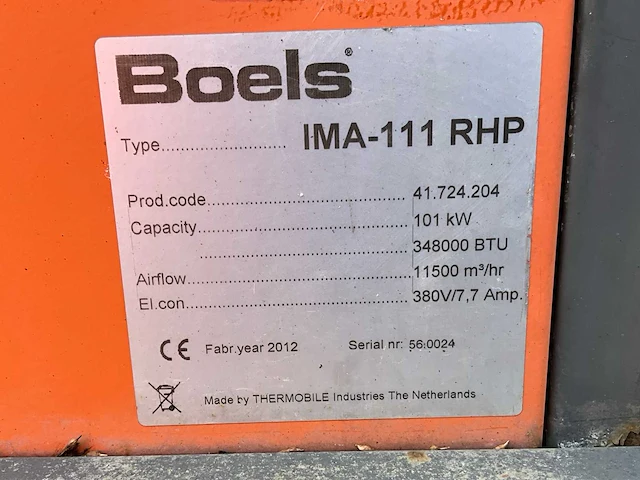 Boels®
Type.......................... IMA-111 RHP
Prod.code........................................ 41.724.204
Capacity.......................................... 101 kW
.......................................... 348000 BTU
Airflow............................................ 11500 m³/hr
El.con............................................. 380V/7,7 Amp.
CE Fabr.year 2012 Serial nr: 56.0024
Made by THERMOBILE Industries The Netherlands